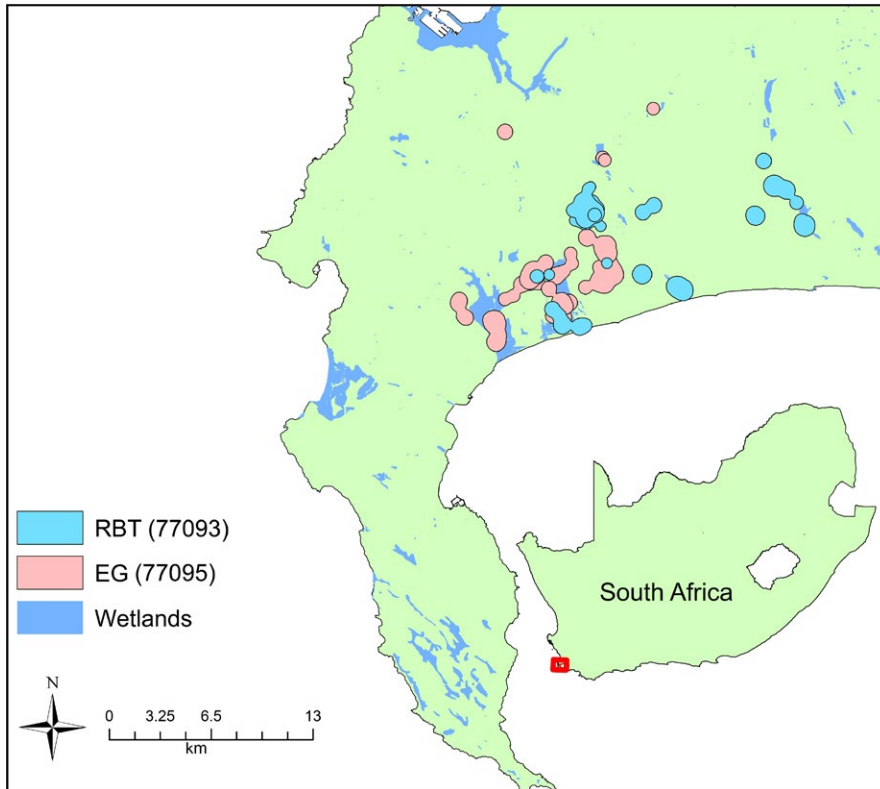 RBT (77093)
EG (77095)
Wetlands
South Africa
N
0 3.25 6.5 13
km